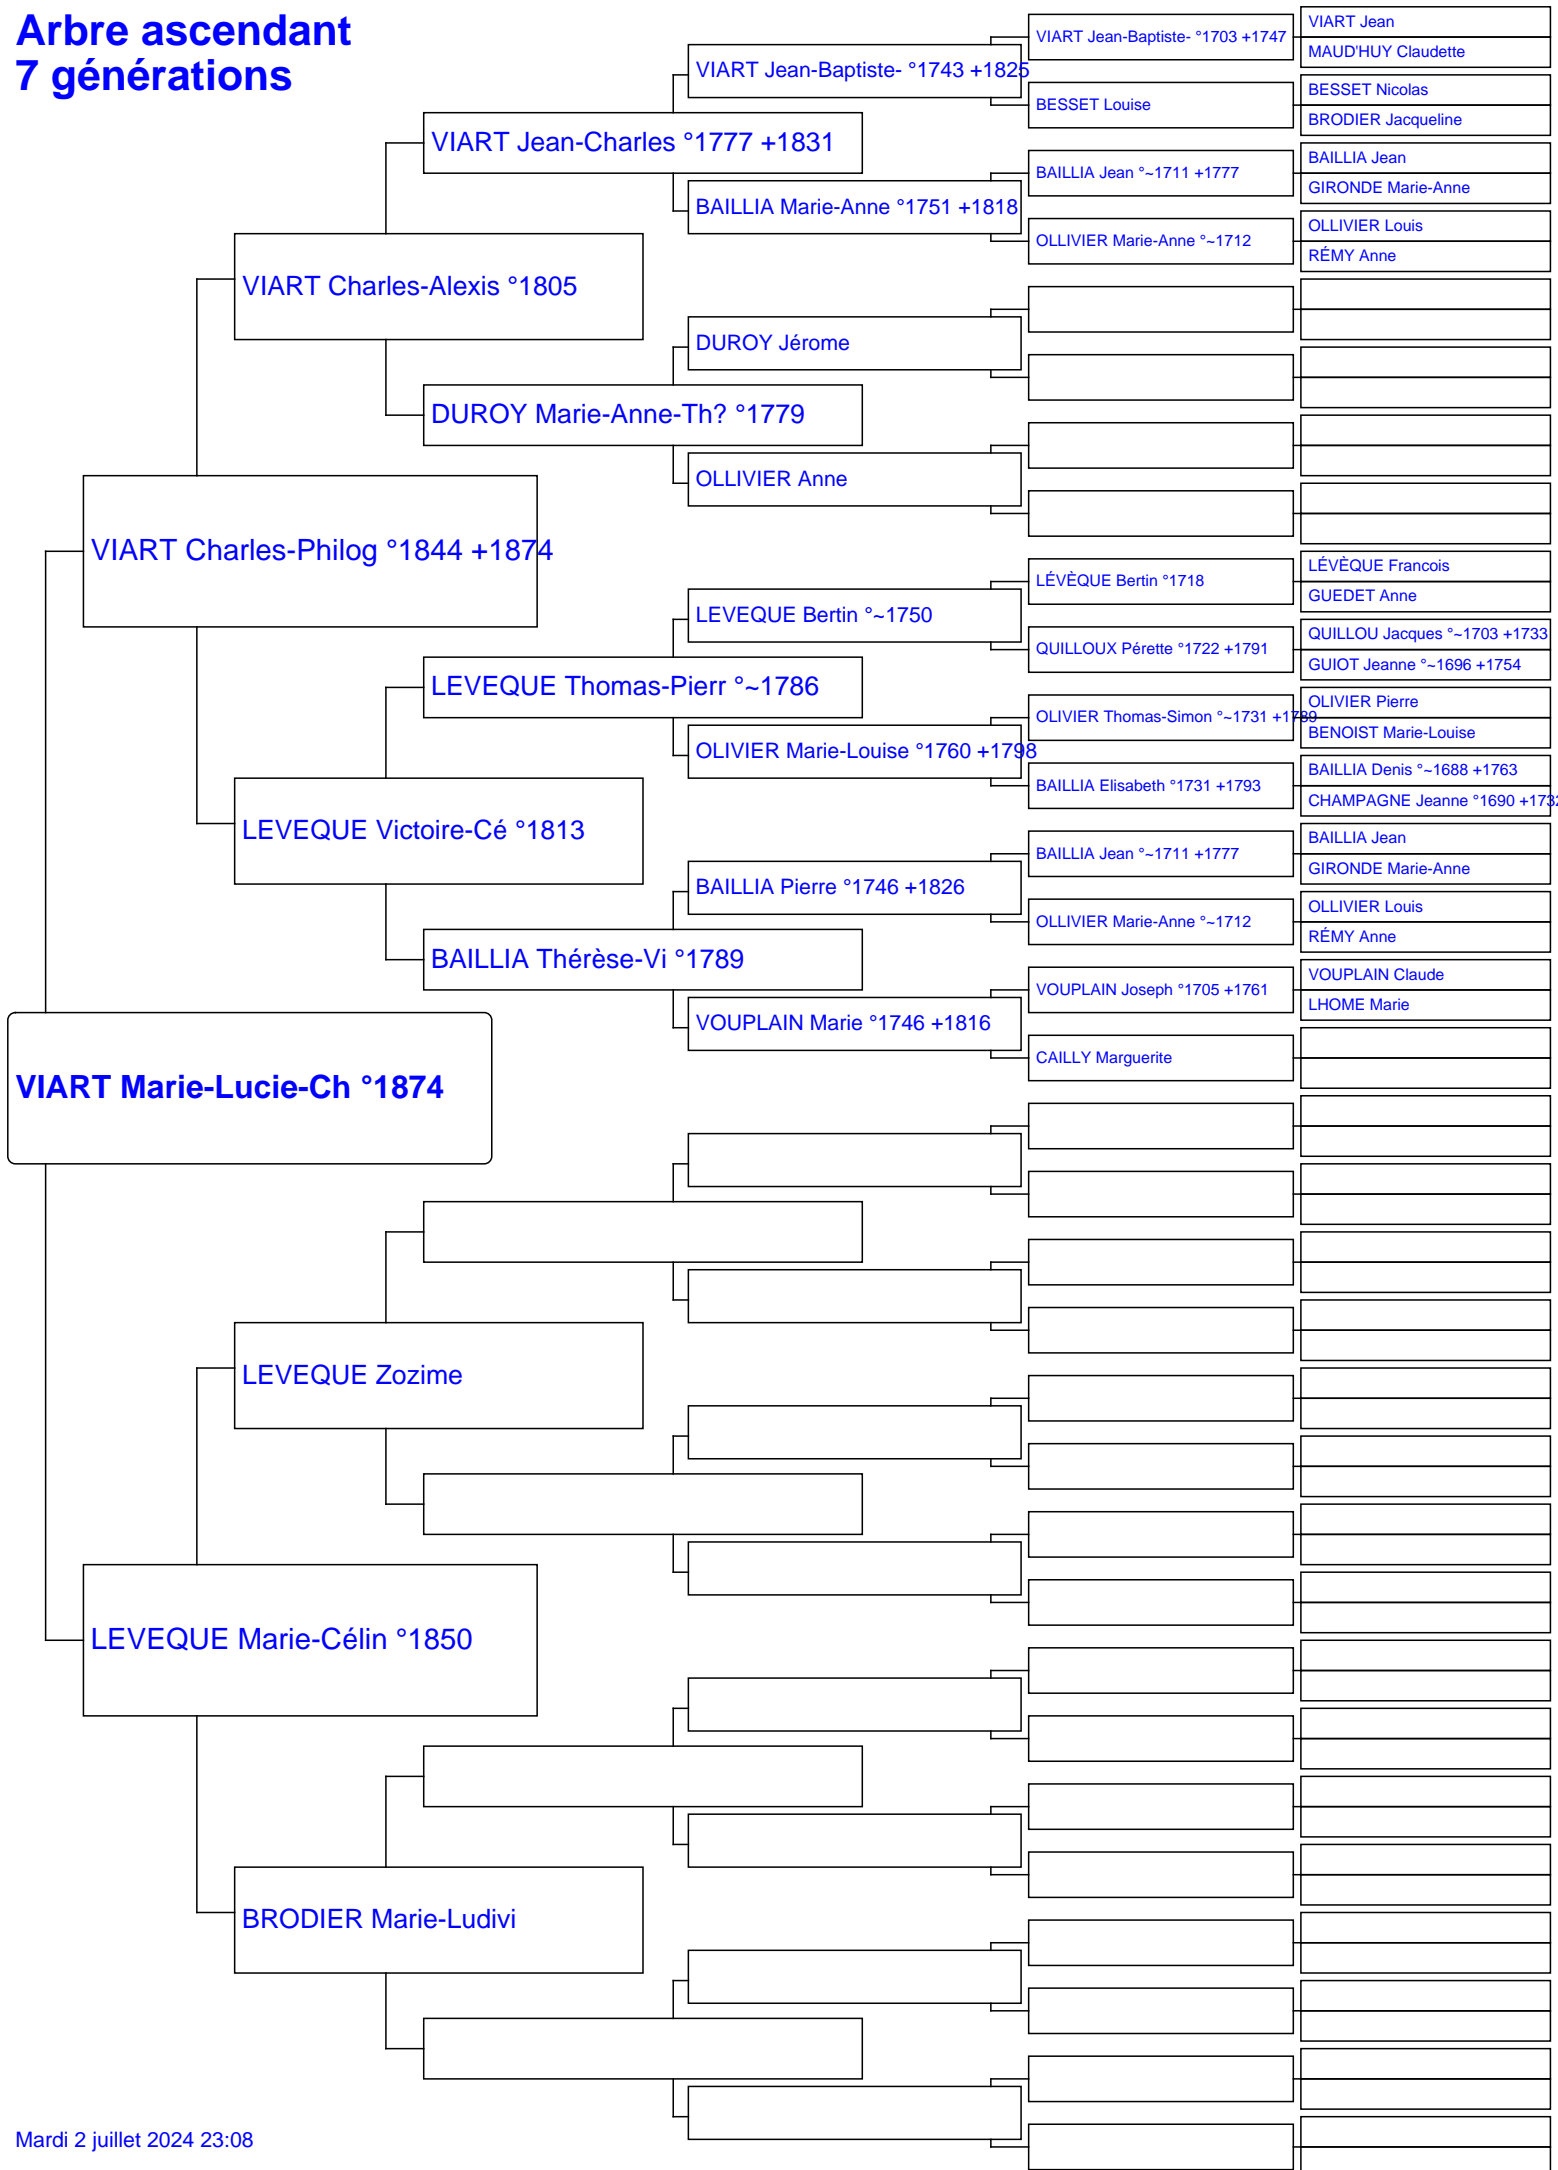 Arbre ascendant
7 générations
VIART Marie-Lucie-Ch °1874
VIART Charles-Philog °1844 +1874
LEVEQUE Marie-Célin °1850
VIART Charles-Alexis °1805
LEVEQUE Victoire-Cé °1813
LEVEQUE Zozime
BRODIER Marie-Ludivi
VIART Jean-Charles °1777 +1831
DUROY Marie-Anne-Th? °1779
LEVEQUE Thomas-Pierr °~1786
BAILLIA Thérèse-Vi °1789
VIART Jean-Baptiste- °1743 +1825
BAILLIA Marie-Anne °1751 +1818
DUROY Jérome
OLLIVIER Anne
LEVEQUE Bertin °~1750
OLIVIER Marie-Louise °1760 +1798
BAILLIA Pierre °1746 +1826
VOUPLAIN Marie °1746 +1816
VIART Jean-Baptiste- °1703 +1747
BESSET Louise
BAILLIA Jean °~1711 +1777
OLLIVIER Marie-Anne °~1712
LÉVÈQUE Bertin °1718
QUILLOUX Pérette °1722 +1791
OLIVIER Thomas-Simon °~1731 +1789
BAILLIA Elisabeth °1731 +1793
BAILLIA Jean °~1711 +1777
OLLIVIER Marie-Anne °~1712
VOUPLAIN Joseph °1705 +1761
CAILLY Marguerite
VIART Jean
MAUD'HUY Claudette
BESSET Nicolas
BRODIER Jacqueline
BAILLIA Jean
GIRONDE Marie-Anne
OLLIVIER Louis
RÉMY Anne
LÉVÈQUE Francois
GUEDET Anne
QUILLOU Jacques °~1703 +1733
GUIOT Jeanne °~1696 +1754
OLIVIER Pierre
BENOIST Marie-Louise
BAILLIA Denis °~1688 +1763
CHAMPAGNE Jeanne °1690 +1732
BAILLIA Jean
GIRONDE Marie-Anne
OLLIVIER Louis
RÉMY Anne
VOUPLAIN Claude
LHOME Marie
Mardi 2 juillet 2024 23:08